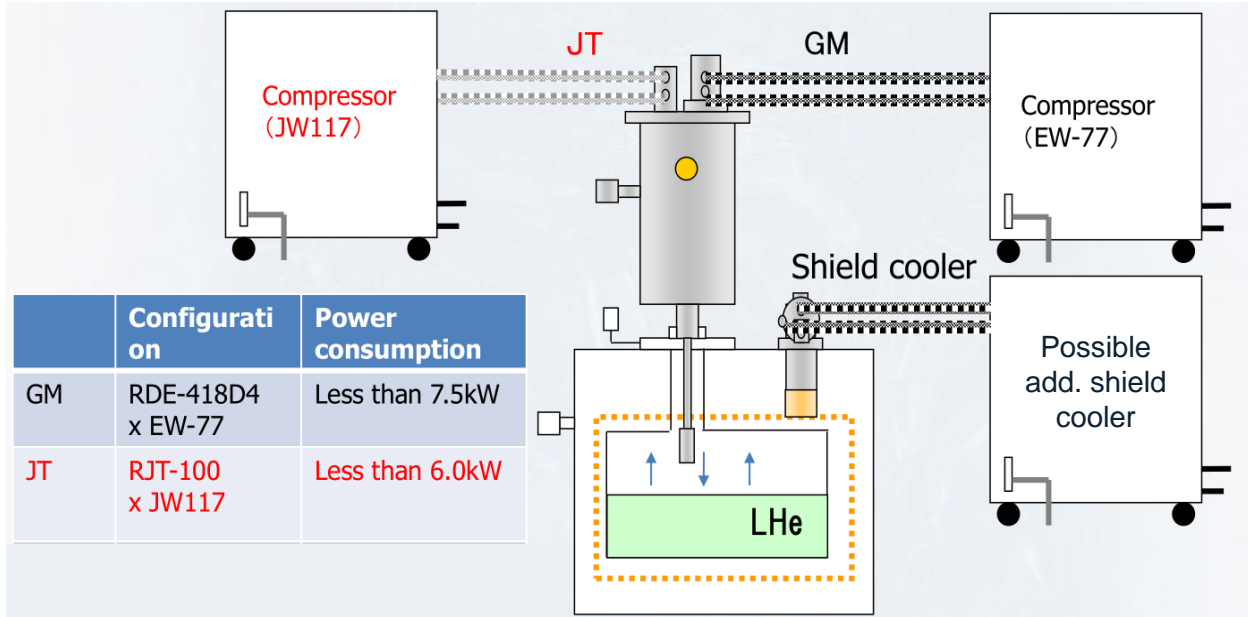 JT
GM
Compressor
（JW117）
Compressor
（EW-77）
Shield cooler
Possible
add. shield
cooler
Configurati
on
Power
consumption
GM
RDE-418D4
x EW-77
Less than 7.5kW
JT
RJT-100
x JW117
Less than 6.0kW
LHe